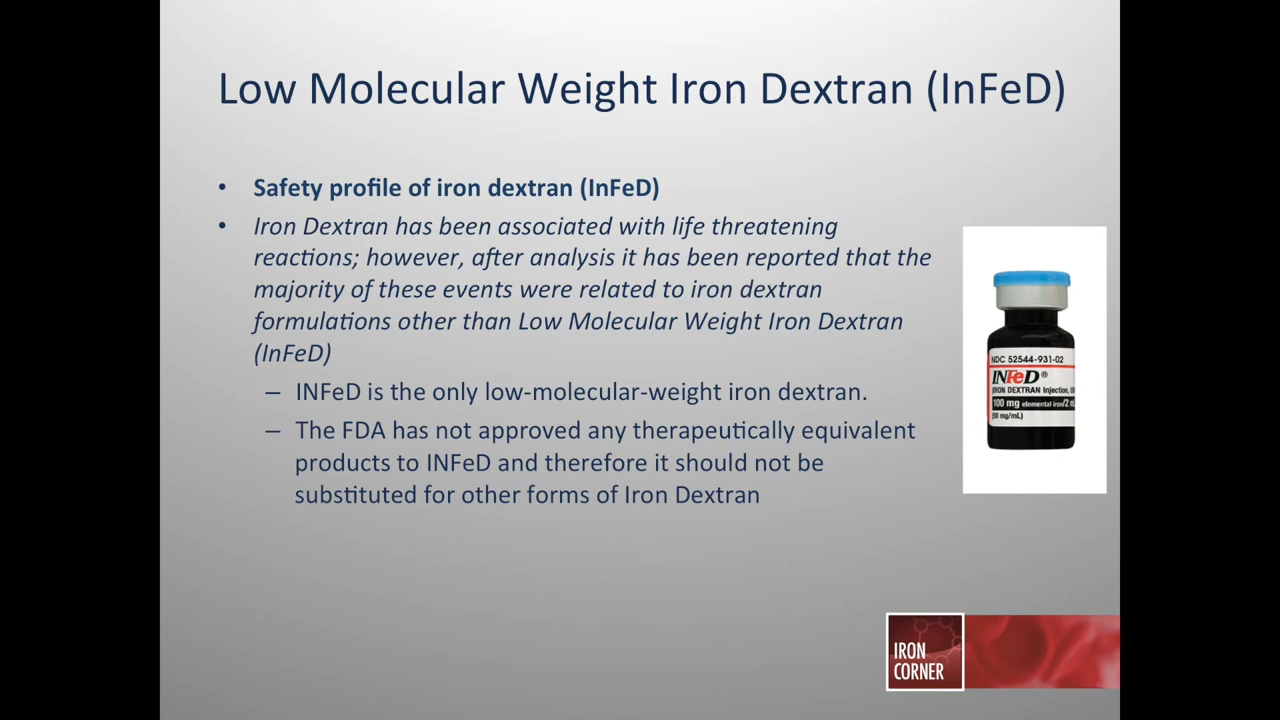 Low Molecular Weight Iron Dextran (InFeD)
• Safety profile of iron dextran (InFeD)
• Iron Dextran has been associated with life threatening
reactions; however, after analysis it has been reported that the
majority of these events were related to iron dextran
formulations other than Low Molecular Weight Iron Dextran
(InFeD)
– INFeD is the only low-molecular-weight iron dextran.
– The FDA has not approved any therapeutically equivalent
products to INFeD and therefore it should not be
substituted for other forms of Iron Dextran
NDC 52544-931-02
INFeD®
IRON DEXTRAN Injection,
100 mg elemental iron/2
(50 mg/mL)
IRON
CORNER